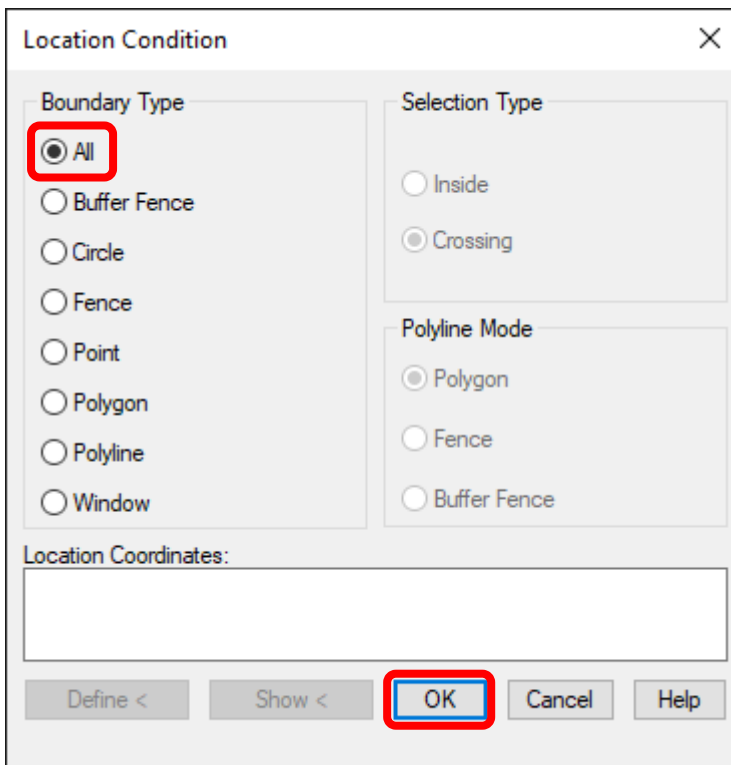 Location Condition
Boundary Type
All
Buffer Fence
Circle
Fence
Point
Polygon
Polyline
Window
Selection Type
Inside
Crossing
Polyline Mode
Polygon
Fence
Buffer Fence
Location Coordinates:
Define <
Show <
OK
Cancel
Help